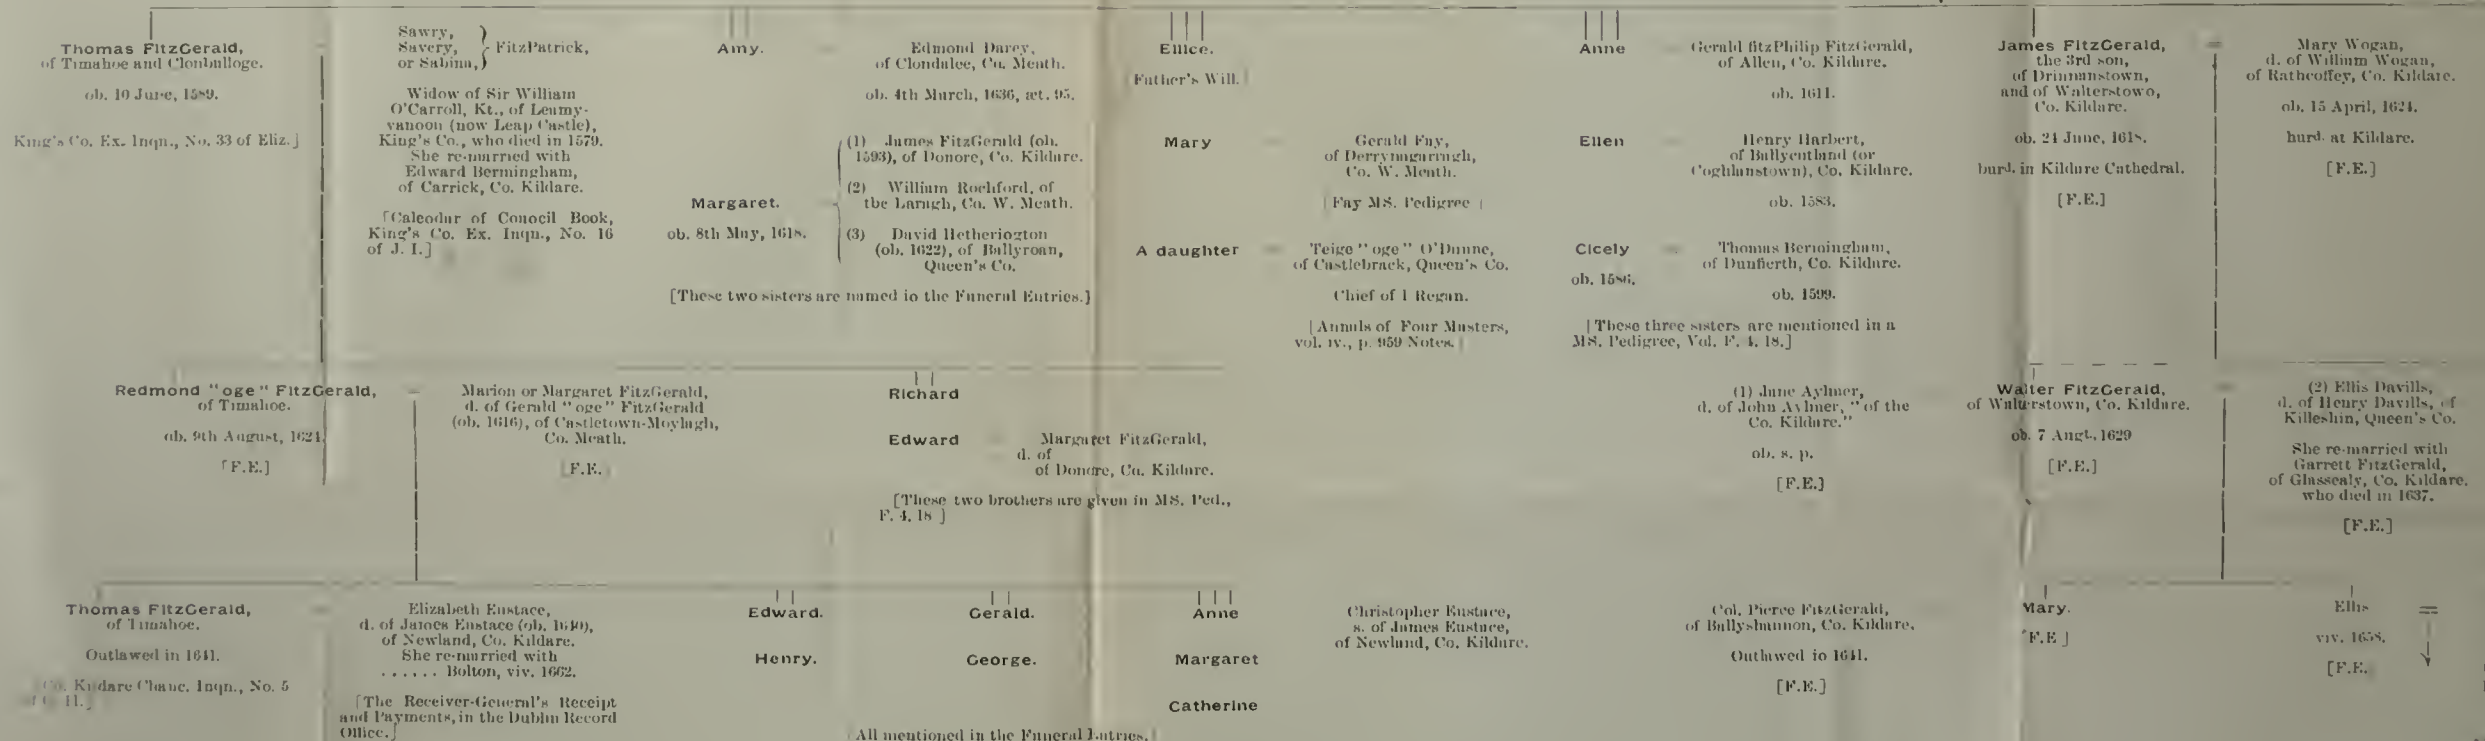 Thomas FitzGerald,
of Timahoe and Clonbulloge.
ob. 10 June, 1589.
King's Co. Ex. Inqn., No. 33 of Eliz.]
Sawry,
Savery,
or Sabina,} FitzPatrick,
Widow of Sir William
O'Carroll, Kt., of Leamy-
vanoon (now Leap Castle),
King's Co., who died in 1579.
She re-married with
Edward Bermingham,
of Carrick, Co. Kildare.
[Calendar of Council Book,
King's Co. Ex. Inqn., No. 16
of J. I.]
Amy. = Edmond Darcy,
of Clondalee, Co. Meath.
ob. 4th March, 1636, æt. 95.
Margaret.
ob. 8th May, 1618.
(1) James FitzGerald (ob.
1593), of Donore, Co. Kildare.
(2) William Rochford, of
the Laragh, Co. W. Meath.
(3) David Hetherington
(ob. 1622), of Ballyroan,
Queen's Co.
[These two sisters are named in the Funeral Entries.]
Ellice.
[Father's Will.]
Mary = Gerald Fay,
of Derrynagarragh,
Co. W. Meath.
[Fay MS. Pedigree]
A daughter = Teige "oge" O'Dunne,
of Castlebrack, Queen's Co.
Chief of I Regan.
[Annals of Four Masters,
vol. iv., p. 959 Notes.]
Anne = Gerald fitzPhilip FitzGerald,
of Allen, Co. Kildare.
ob. 1611.
Ellen = Henry Harbert,
of Ballycutland (or
Coghlanstown), Co. Kildare.
ob. 1583.
Cicely = Thomas Bermingham,
ob. 1586. of Dunfierth, Co. Kildare.
ob. 1599.
[These three sisters are mentioned in a
MS. Pedigree, Vol. F. 4. 18.]
James FitzGerald, =
the 3rd son,
of Drinnanstown,
and of Walterstown,
Co. Kildare.
ob. 24 June, 1618.
burd. in Kildare Cathedral.
[F.E.]
Mary Wogan,
d. of William Wogan,
of Rathcoffey, Co. Kildare.
ob. 15 April, 1624.
burd. at Kildare.
[F.E.]
Redmond "oge" FitzGerald, =
of Timahoe.
ob. 9th August, 1624.
[F.E.]
Marion or Margaret FitzGerald,
d. of Gerald "oge" FitzGerald
(ob. 1616), of Castletown-Moylagh,
Co. Meath.
[F.E.]
Richard
Edward = Margaret FitzGerald,
d. of
of Donore, Co. Kildare.
[These two brothers are given in MS. Ped.,
F. 4. 18]
(1) Jane Aylmer,
d. of John Aylmer, "of the
Co. Kildare."
ob. s. p.
[F.E.]
Walter FitzGerald, =
of Walterstown, Co. Kildare.
ob. 7 Augt., 1629
[F.E.]
(2) Ellis Davills,
d. of Henry Davills, of
Killeshin, Queen's Co.
She re-married with
Garrett FitzGerald,
of Glassealy, Co. Kildare.
who died in 1637.
[F.E.]
Thomas FitzGerald, =
of Timahoe.
Outlawed in 1641.
Co. Kildare Chanc. Inqn., No. 5
Elizabeth Eustace,
d. of James Eustace (ob. 1640),
of Newland, Co. Kildare.
She re-married with
...... Bolton, viv. 1662.
[The Receiver-General's Receipt
and Payments, in the Dublin Record
Office.]
Edward.
Henry.
Gerald.
George.
Anne
Margaret
Catherine
[All mentioned in the Funeral Entries.]
Christopher Eustace,
s. of James Eustace,
of Newland, Co. Kildare.
Col. Pierce FitzGerald,
of Ballyshannon, Co. Kildare.
Outlawed in 1641.
[F.E.]
Mary.
[F.E.]
Ellis =
viv. 1658.
[F.E.